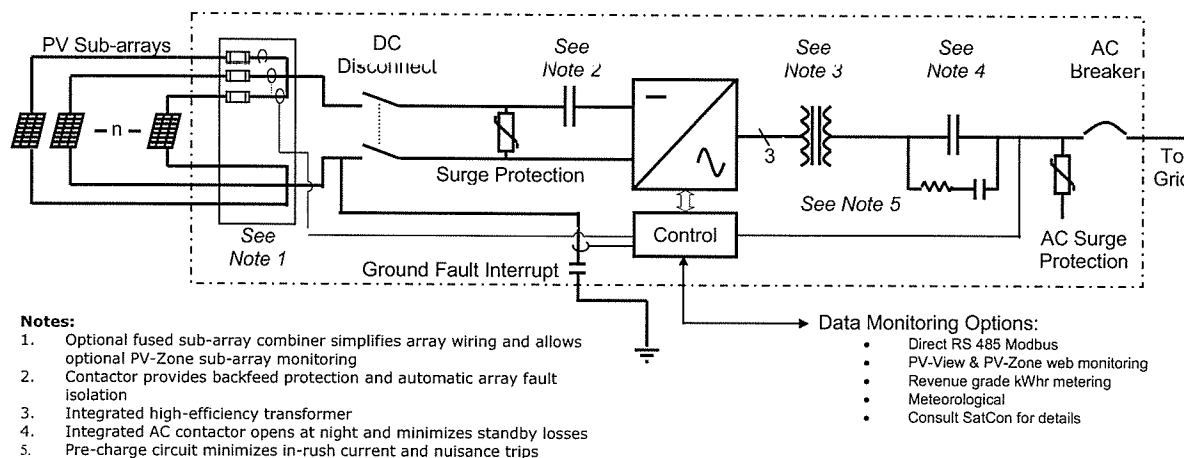 PV Sub-arrays
DC
Disconnect
See
Note 2
See
Note 3
See
Note 4
AC
Breaker
n
3
To
Grid
Surge Protection
See Note 5
See
Note 1
Control
AC Surge
Protection
Ground Fault Interrupt
Notes:
1. Optional fused sub-array combiner simplifies array wiring and allows
optional PV-Zone sub-array monitoring
2. Contactor provides backfeed protection and automatic array fault
isolation
3. Integrated high-efficiency transformer
4. Integrated AC contactor opens at night and minimizes standby losses
5. Pre-charge circuit minimizes in-rush current and nuisance trips
Data Monitoring Options:
• Direct RS 485 Modbus
• PV-View & PV-Zone web monitoring
• Revenue grade kWhr metering
• Meteorological
• Consult SatCon for details